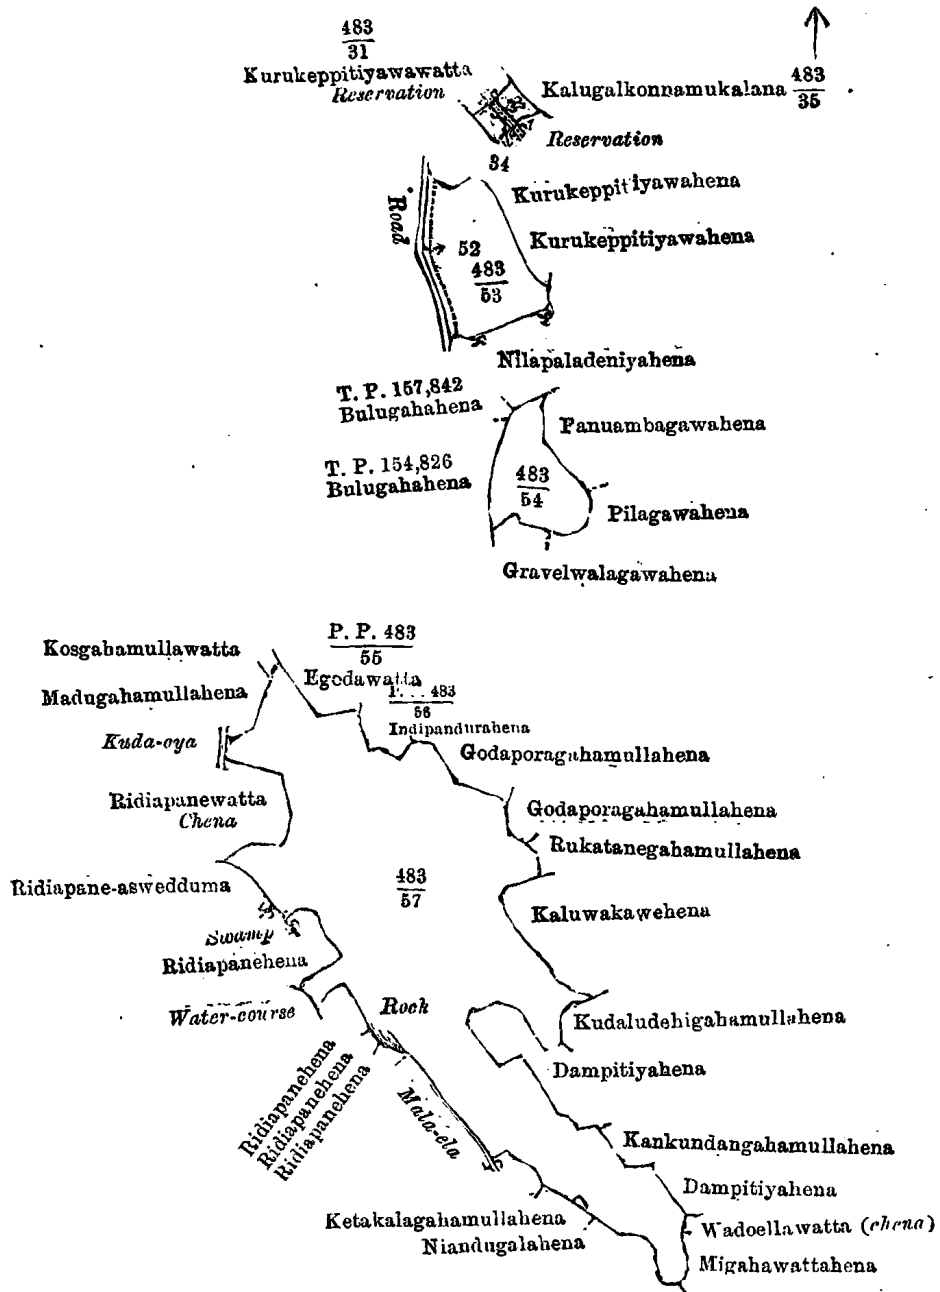 483
31
Kurukeppitiyawawatta
Reservation
Kalugalkonnamukalana 483
35
Reservation
34
Kurukeppitiyawahena
Road
Kurukeppitiyawahena
52
483
53
Nilapaladeniyahena
T. P. 157,842
Bulugahahena
Panuambagawahena
T. P. 154,826
Bulugahahena
483
54
Pilagawahena
Gravelwalagawahena
P. P. 483
55
Kosgahamullawatta
Egodawatta
Madugahamullahena
483
56
Indipandurahena
Kuda-oya
Godaporagahamullahena
Ridiapanewatta
Chena
Godaporagahamullahena
Rukatanegahamullahena
Ridiapane-aswedduma
483
57
Kaluwakawehena
Swamp
Ridiapanehena
Water-course
Rock
Kudaludehigahamullahena
Ridiapanehena
Ridiapanehena
Ridiapanehena
Dampitiyahena
Mala-ela
Kankundangahamullahena
Dampitiyahena
Ketakalagahamullahena
Wadoellawatta (chena)
Niandugalahena
Migahawattahena